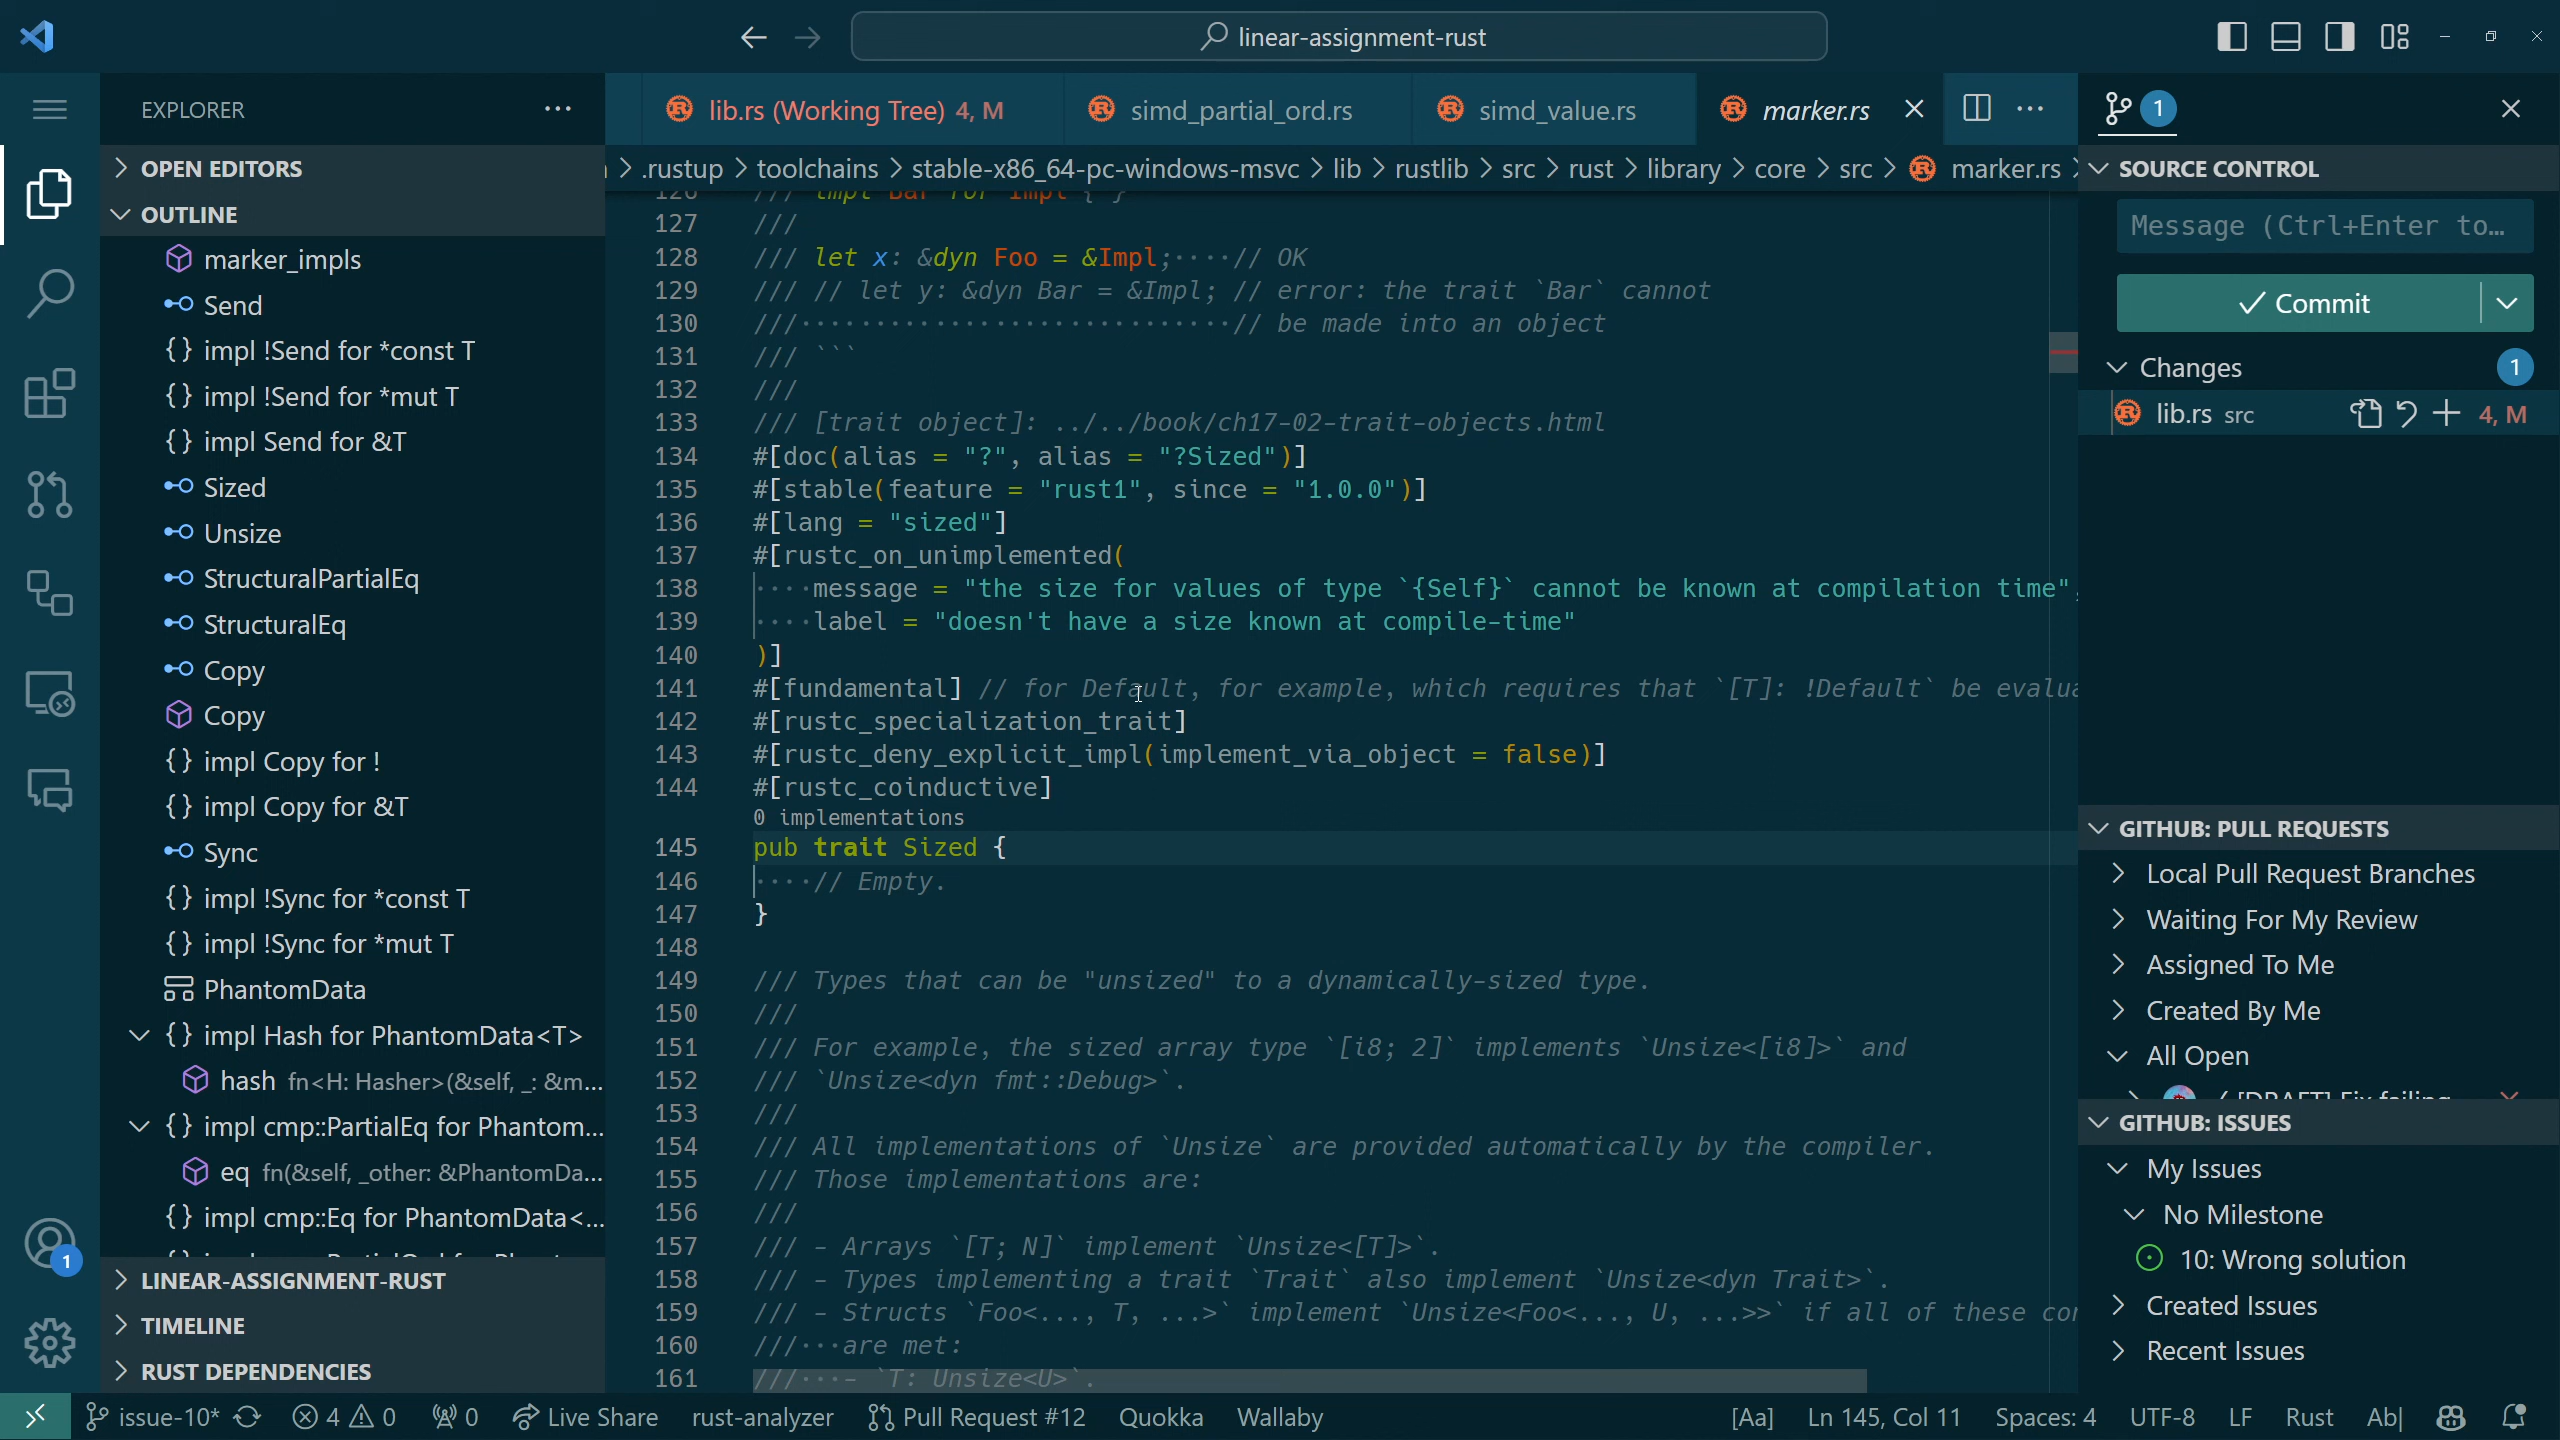 linear-assignment-rust
EXPLORER
OPEN EDITORS
OUTLINE
marker_impls
Send
{} impl !Send for *const T
{} impl !Send for *mut T
{} impl Send for &T
Sized
Unsize
StructuralPartialEq
StructuralEq
Copy
Copy
{} impl Copy for !
{} impl Copy for &T
Sync
{} impl !Sync for *const T
{} impl !Sync for *mut T
PhantomData
{} impl Hash for PhantomData<T>
hash fn<H: Hasher>(&self, _: &m...
{} impl cmp::PartialEq for Phantom...
eq fn(&self, _other: &PhantomDa...
{} impl cmp::Eq for PhantomData<...
LINEAR-ASSIGNMENT-RUST
TIMELINE
RUST DEPENDENCIES
lib.rs (Working Tree) 4, M
simd_partial_ord.rs
simd_value.rs
marker.rs
.rustup > toolchains > stable-x86_64-pc-windows-msvc > lib > rustlib > src > rust > library > core > src > marker.rs
126 /// impl Bar for Impl { }
127 ///
128 /// let x: &dyn Foo = &Impl;····// OK
129 /// // let y: &dyn Bar = &Impl; // error: the trait `Bar` cannot
130 ///·····························// be made into an object
131 /// ```
132 ///
133 /// [trait object]: ../../book/ch17-02-trait-objects.html
134 #[doc(alias = "?", alias = "?Sized")]
135 #[stable(feature = "rust1", since = "1.0.0")]
136 #[lang = "sized"]
137 #[rustc_on_unimplemented(
138 ····message = "the size for values of type `{Self}` cannot be known at compilation time",
139 ····label = "doesn't have a size known at compile-time"
140 )]
141 #[fundamental] // for Default, for example, which requires that `[T]: !Default` be evalua
142 #[rustc_specialization_trait]
143 #[rustc_deny_explicit_impl(implement_via_object = false)]
144 #[rustc_coinductive]
0 implementations
145 pub trait Sized {
146 ····// Empty.
147 }
148
149 /// Types that can be "unsized" to a dynamically-sized type.
150 ///
151 /// For example, the sized array type `[i8; 2]` implements `Unsize<[i8]>` and
152 /// `Unsize<dyn fmt::Debug>`.
153 ///
154 /// All implementations of `Unsize` are provided automatically by the compiler.
155 /// Those implementations are:
156 ///
157 /// - Arrays `[T; N]` implement `Unsize<[T]>`.
158 /// - Types implementing a trait `Trait` also implement `Unsize<dyn Trait>`.
159 /// - Structs `Foo<..., T, ...>` implement `Unsize<Foo<..., U, ...>>` if all of these con
160 ///···are met:
161 ///···- `T: Unsize<U>`.
1
SOURCE CONTROL
Message (Ctrl+Enter to...
Commit
Changes 1
lib.rs src 4, M
GITHUB: PULL REQUESTS
Local Pull Request Branches
Waiting For My Review
Assigned To Me
Created By Me
All Open
GITHUB: ISSUES
My Issues
No Milestone
10: Wrong solution
Created Issues
Recent Issues
1
issue-10* 4 0 0 Live Share rust-analyzer Pull Request #12 Quokka Wallaby [Aa] Ln 145, Col 11 Spaces: 4 UTF-8 LF Rust Ab|